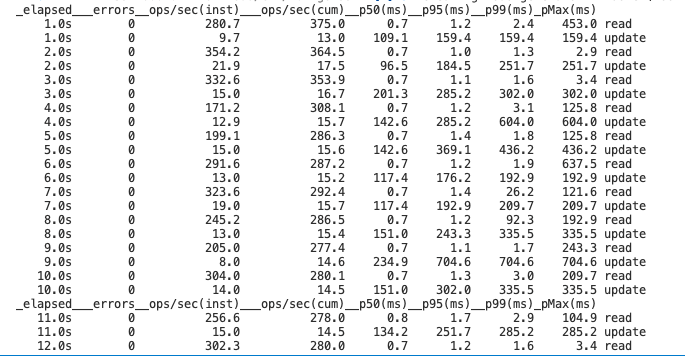 _elapsed___errors__ops/sec(inst)___ops/sec(cum)__p50(ms)__p95(ms)__p99(ms)_pMax(ms)
1.0s 0 280.7 375.0 0.7 1.2 2.4 453.0 read
1.0s 0 9.7 13.0 109.1 159.4 159.4 159.4 update
2.0s 0 354.2 364.5 0.7 1.0 1.3 2.9 read
2.0s 0 21.9 17.5 96.5 184.5 251.7 251.7 update
3.0s 0 332.6 353.9 0.7 1.1 1.6 3.4 read
3.0s 0 15.0 16.7 201.3 285.2 302.0 302.0 update
4.0s 0 171.2 308.1 0.7 1.2 3.1 125.8 read
4.0s 0 12.9 15.7 142.6 285.2 604.0 604.0 update
5.0s 0 199.1 286.3 0.7 1.4 1.8 125.8 read
5.0s 0 15.0 15.6 142.6 369.1 436.2 436.2 update
6.0s 0 291.6 287.2 0.7 1.2 1.9 637.5 read
6.0s 0 13.0 15.2 117.4 176.2 192.9 192.9 update
7.0s 0 323.6 292.4 0.7 1.4 26.2 121.6 read
7.0s 0 19.0 15.7 117.4 192.9 209.7 209.7 update
8.0s 0 245.2 286.5 0.7 1.2 92.3 192.9 read
8.0s 0 13.0 15.4 151.0 243.3 335.5 335.5 update
9.0s 0 205.0 277.4 0.7 1.1 1.7 243.3 read
9.0s 0 8.0 14.6 234.9 704.6 704.6 704.6 update
10.0s 0 304.0 280.1 0.7 1.3 3.0 209.7 read
10.0s 0 14.0 14.5 151.0 302.0 335.5 335.5 update
_elapsed___errors__ops/sec(inst)___ops/sec(cum)__p50(ms)__p95(ms)__p99(ms)_pMax(ms)
11.0s 0 256.6 278.0 0.8 1.7 2.9 104.9 read
11.0s 0 15.0 14.5 134.2 251.7 285.2 285.2 update
12.0s 0 302.3 280.0 0.7 1.2 1.6 3.4 read